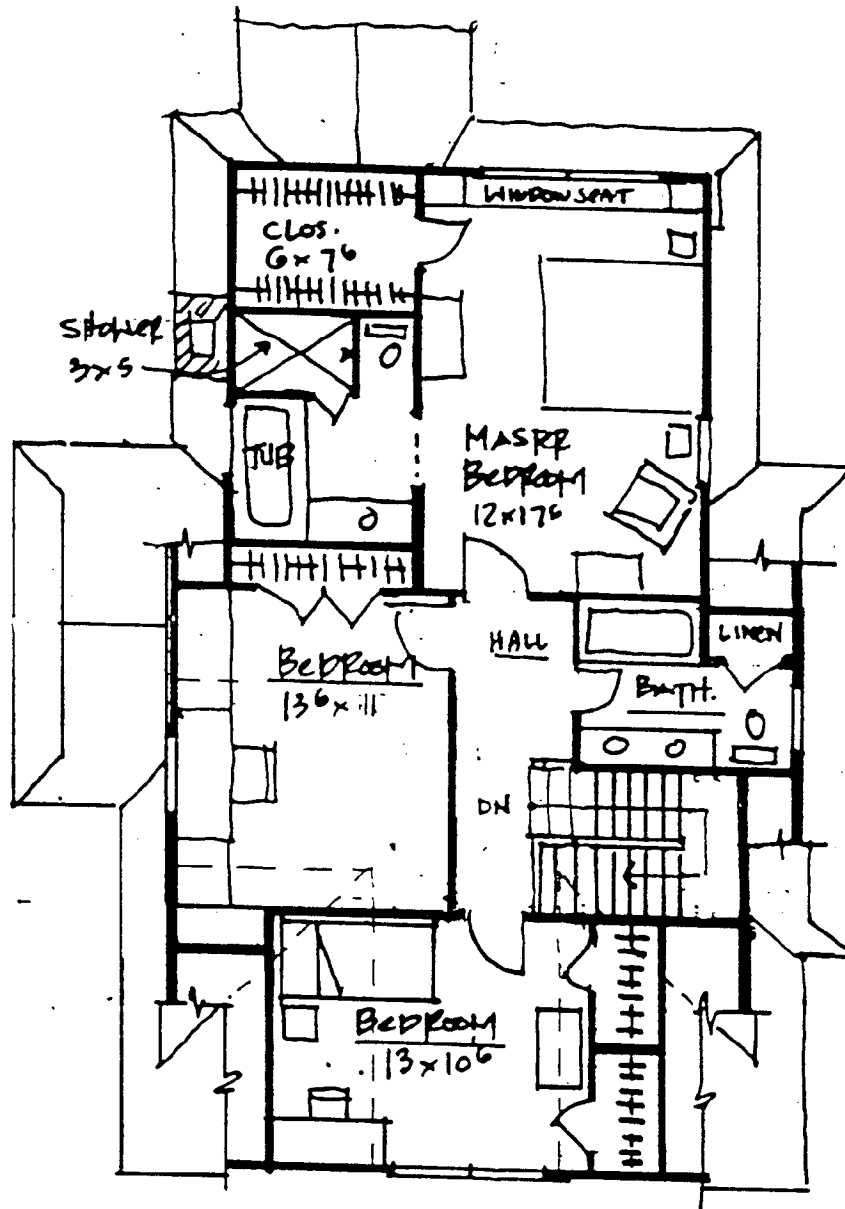 WINDOW SEAT
CLOS.
6 x 7⁶
SHOWER
3 x 5
TUB
MASTR
BEDROOM
12 x 17⁶
HALL
LINEN
BEDROOM
13⁶ x 11
BATH.
DN
BEDROOM
13 x 10⁶